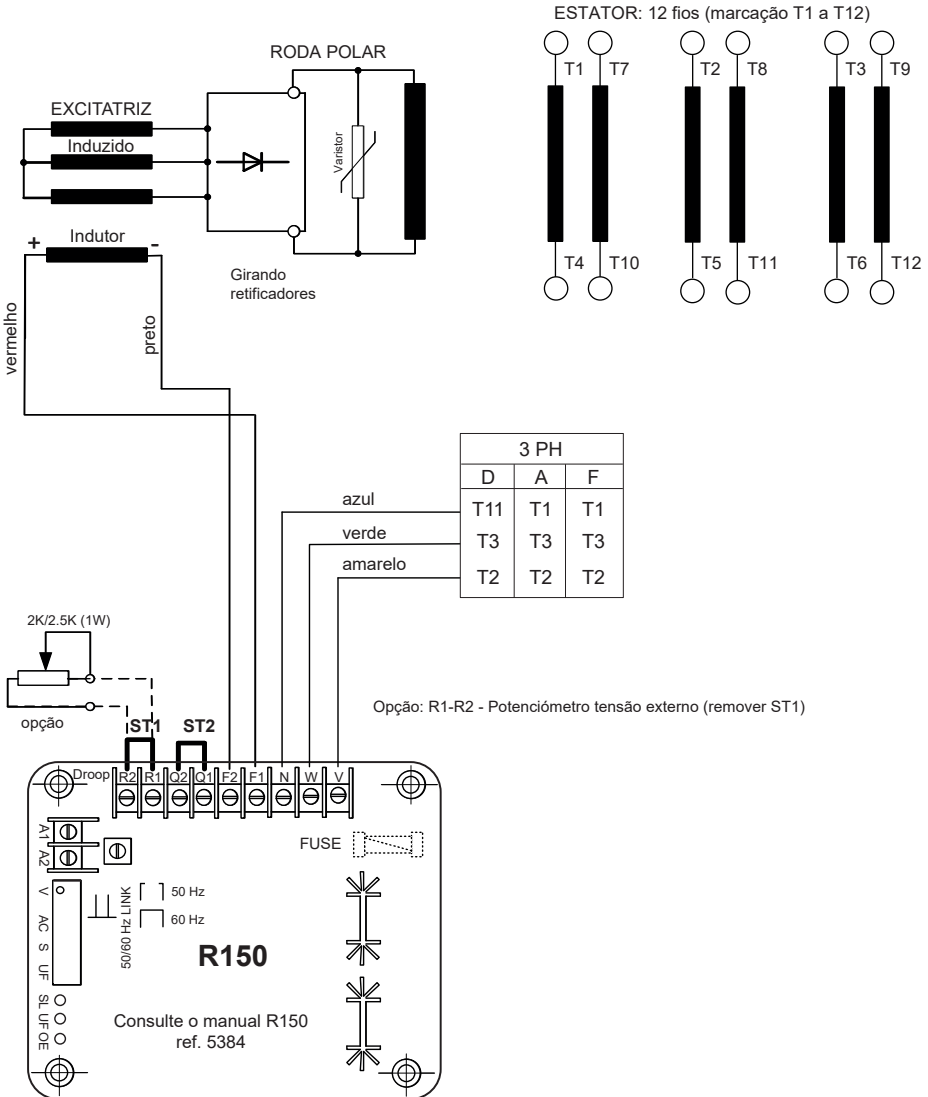 ESTATOR: 12 fios (marcação T1 a T12)
T1 T7 T2 T8 T3 T9
T4 T10 T5 T11 T6 T12
RODA POLAR
EXCITATRIZ
Induzido
Varistor
+ Indutor -
Girando
retificadores
vermelho
preto
3 PH
D A F
azul T11 T1 T1
verde T3 T3 T3
amarelo T2 T2 T2
2K/2.5K (1W)
opção
Opção: R1-R2 - Potenciómetro tensão externo (remover ST1)
ST1 ST2
Droop R2 R1 Q2 Q1 F2 F1 N W V
A1
A2
FUSE
V AC S UF
50/60 Hz LINK
50 Hz
60 Hz
R150
SL UF OE
Consulte o manual R150
ref. 5384